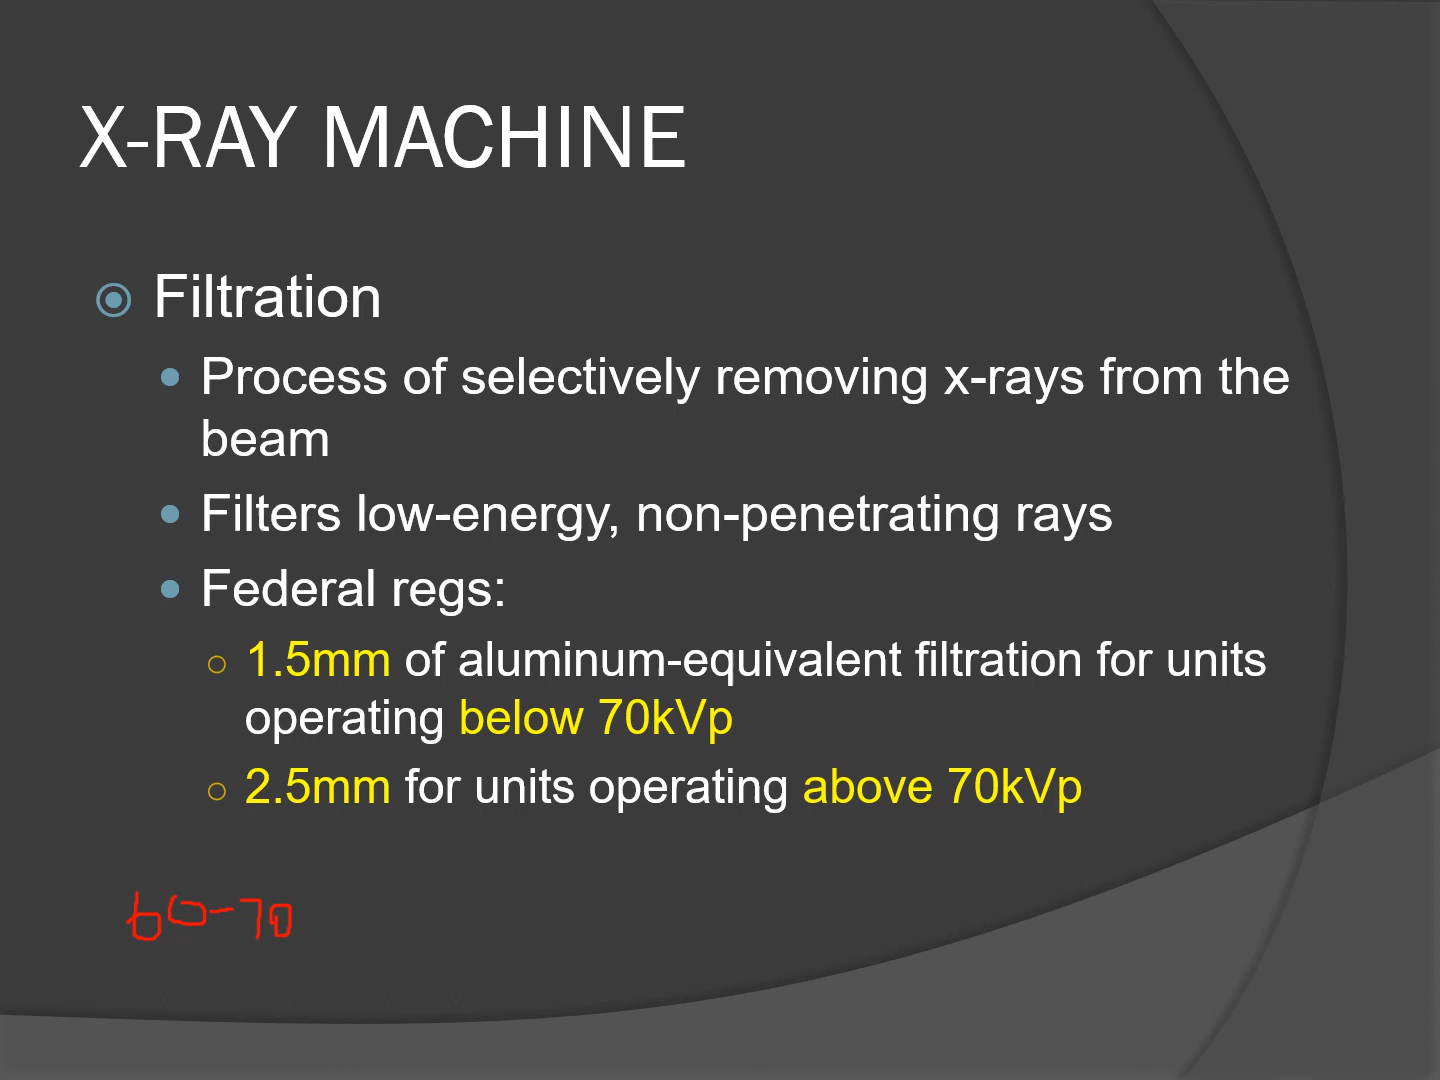 X-RAY MACHINE
Filtration
Process of selectively removing x-rays from the
beam
Filters low-energy, non-penetrating rays
Federal regs:
1.5mm of aluminum-equivalent filtration for units
operating below 70kVp
2.5mm for units operating above 70kVp
60-70